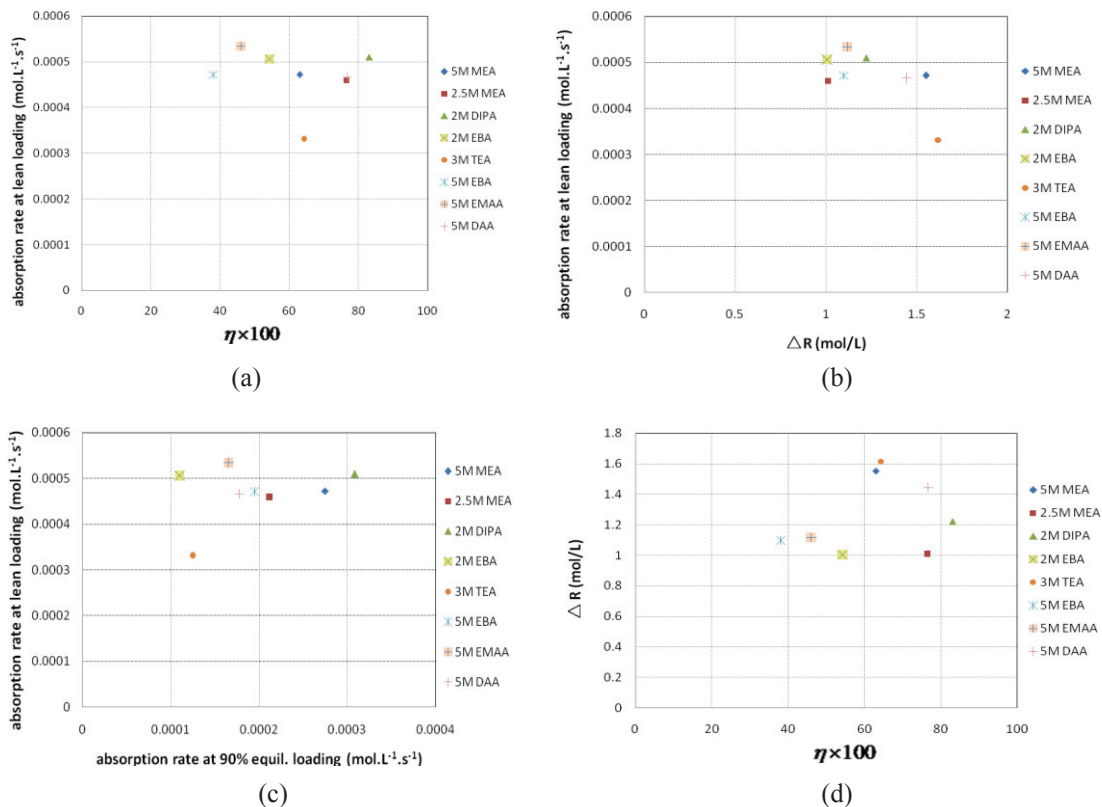 absorption rate at lean loading (mol.L-1.s-1)
0.0006
0.0005
0.0004
0.0003
0.0002
0.0001
0
0 20 40 60 80 100
η×100
5M MEA
2.5M MEA
2M DIPA
2M EBA
3M TEA
5M EBA
5M EMAA
5M DAA
(a)
absorption rate at lean loading (mol.L-1.s-1)
0.0006
0.0005
0.0004
0.0003
0.0002
0.0001
0
0 0.5 1 1.5 2
△R (mol/L)
5M MEA
2.5M MEA
2M DIPA
2M EBA
3M TEA
5M EBA
5M EMAA
5M DAA
(b)
absorption rate at lean loading (mol.L-1.s-1)
0.0006
0.0005
0.0004
0.0003
0.0002
0.0001
0
0 0.0001 0.0002 0.0003 0.0004
absorption rate at 90% equil. loading (mol.L-1.s-1)
5M MEA
2.5M MEA
2M DIPA
2M EBA
3M TEA
5M EBA
5M EMAA
5M DAA
(c)
△ R (mol/L)
1.8
1.6
1.4
1.2
1
0.8
0.6
0.4
0.2
0
0 20 40 60 80 100
η×100
5M MEA
2.5M MEA
2M DIPA
2M EBA
3M TEA
5M EBA
5M EMAA
5M DAA
(d)